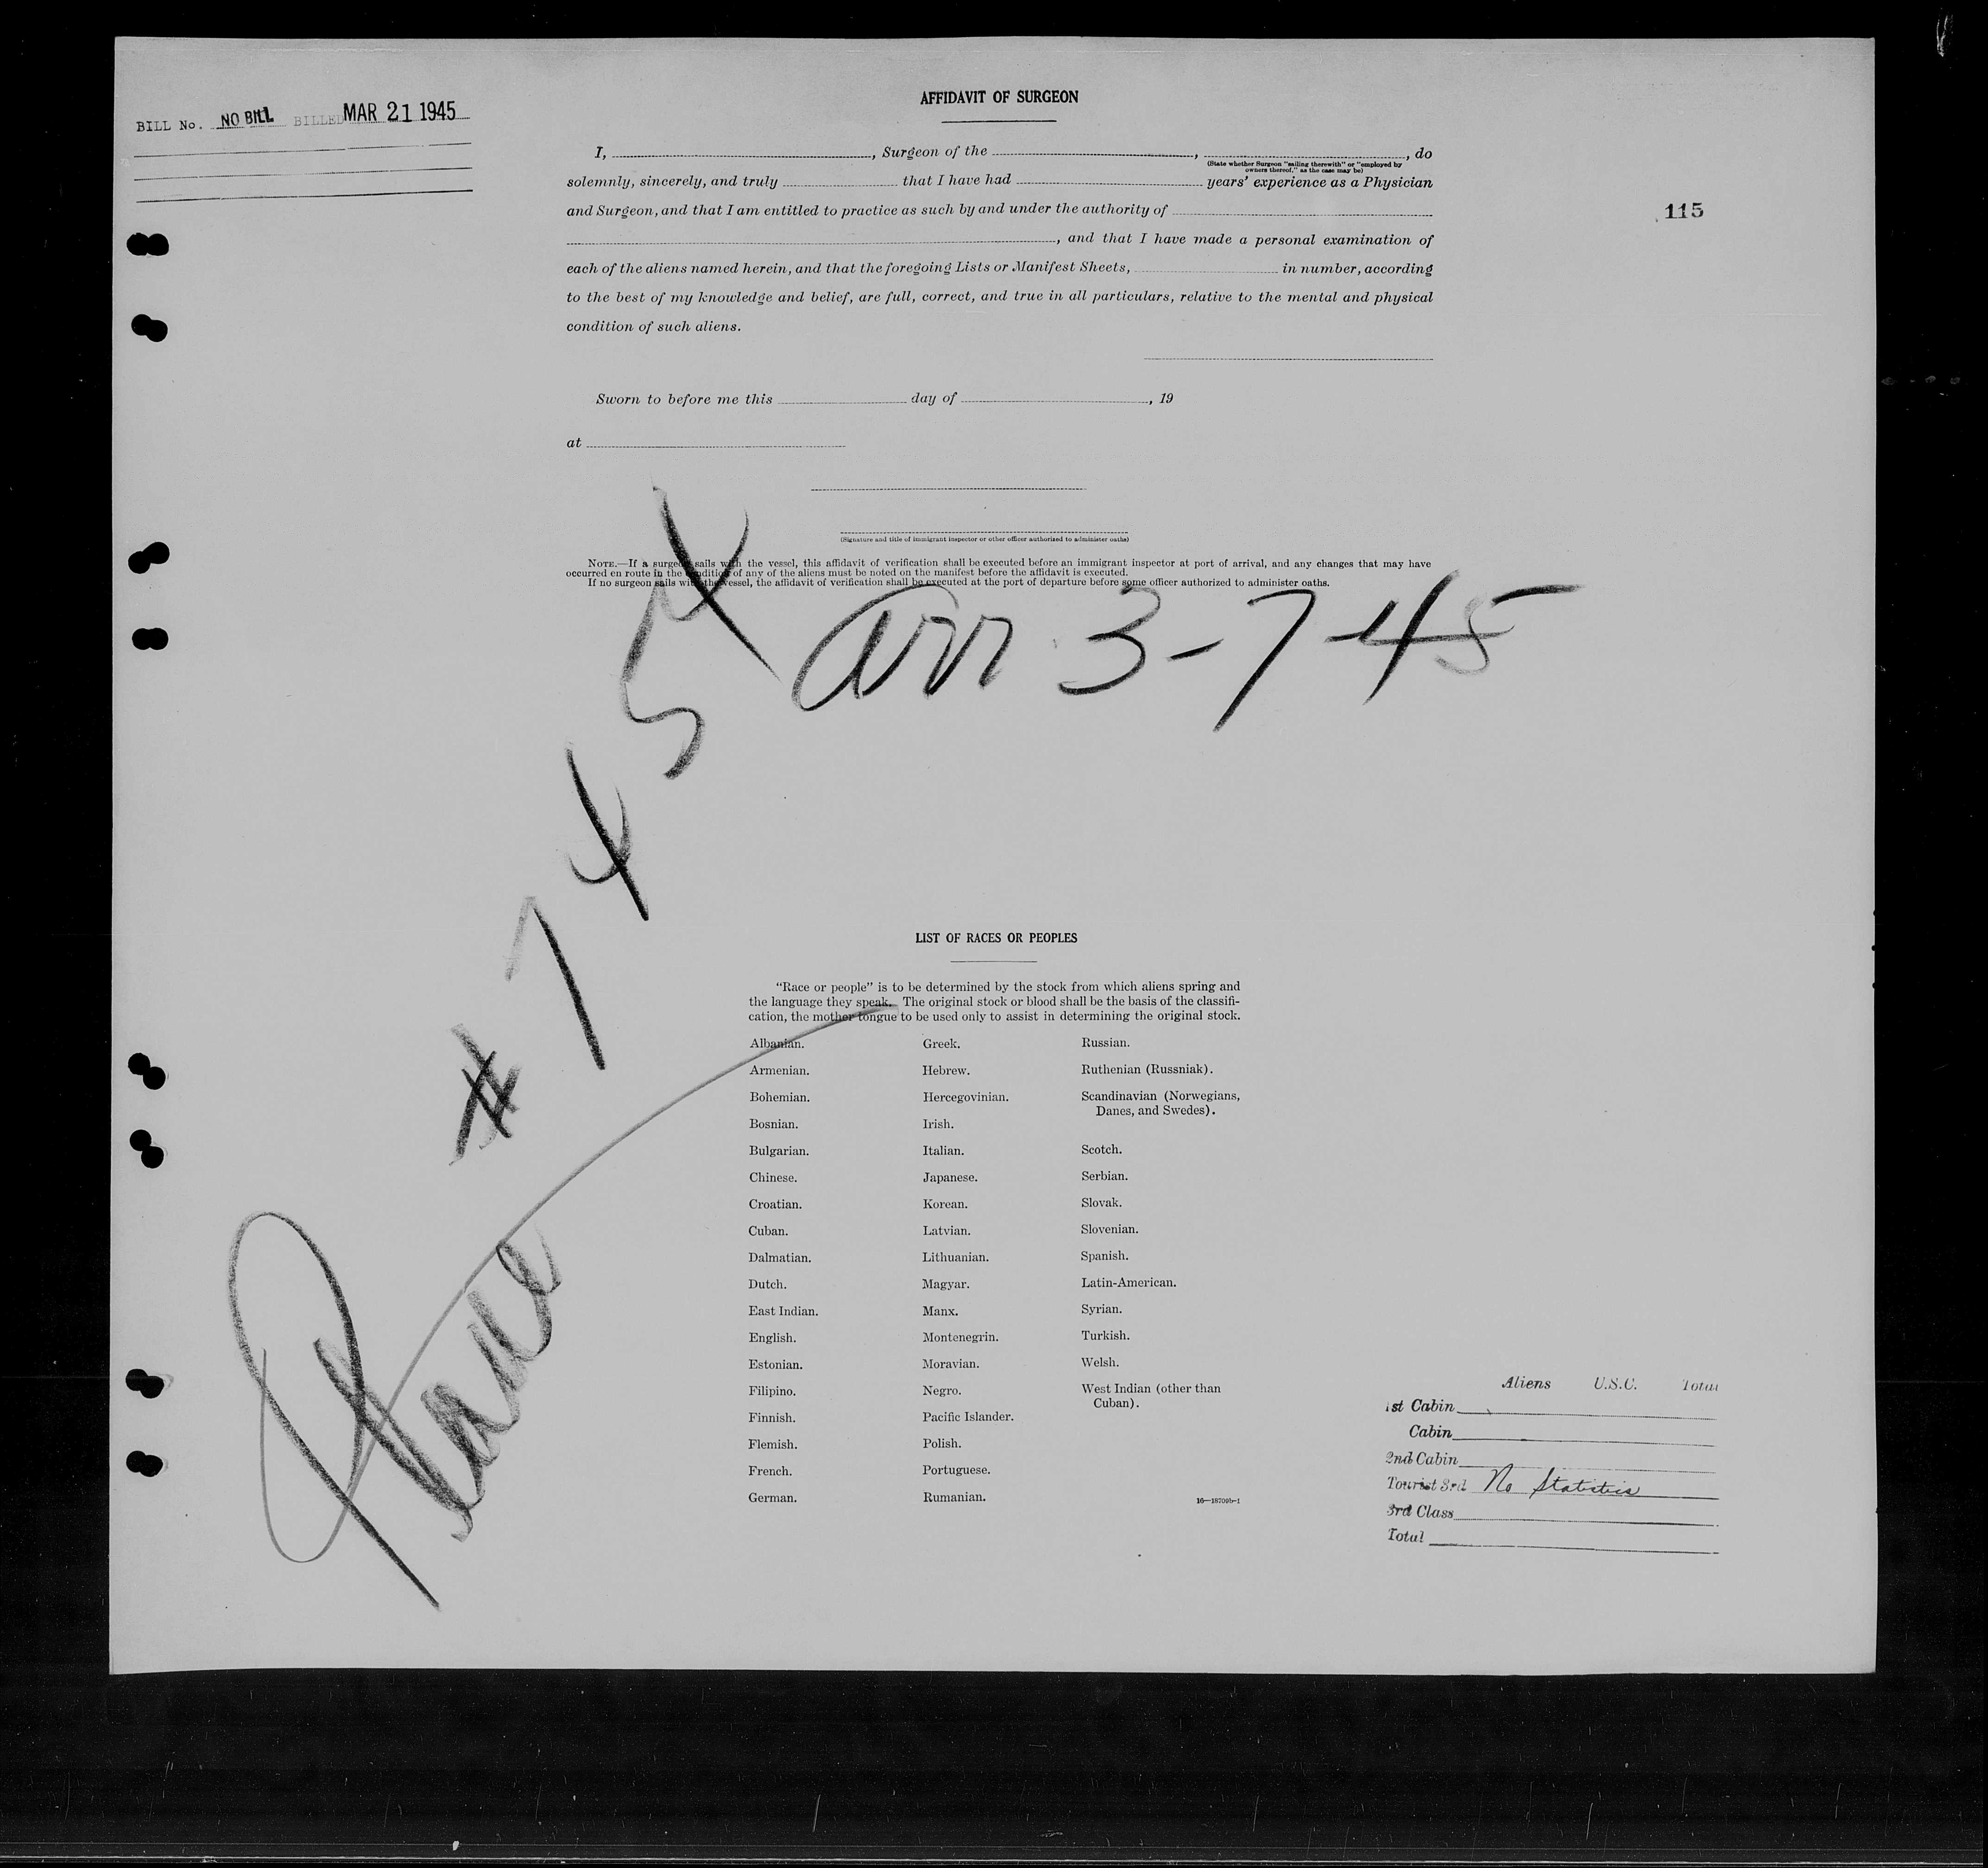 BILL No. NO BILL BILLED MAR 21 1945
AFFIDAVIT OF SURGEON
115
I, , Surgeon of the , , do
(State whether Surgeon "sailing therewith" or "employed by
owners thereof," as the case may be)
solemnly, sincerely, and truly that I have had years' experience as a Physician
and Surgeon, and that I am entitled to practice as such by and under the authority of
, and that I have made a personal examination of
each of the aliens named herein, and that the foregoing Lists or Manifest Sheets, in number, according
to the best of my knowledge and belief, are full, correct, and true in all particulars, relative to the mental and physical
condition of such aliens.
Sworn to before me this day of , 19
at
(Signature and title of immigrant inspector or other officer authorized to administer oaths)
NOTE.—If a surgeon sails with the vessel, this affidavit of verification shall be executed before an immigrant inspector at port of arrival, and any changes that may have
occurred en route in the condition of any of the aliens must be noted on the manifest before the affidavit is executed.
If no surgeon sails with the vessel, the affidavit of verification shall be executed at the port of departure before some officer authorized to administer oaths.
arr 3-7-45
Plane # 7454
LIST OF RACES OR PEOPLES
"Race or people" is to be determined by the stock from which aliens spring and
the language they speak. The original stock or blood shall be the basis of the classifi-
cation, the mother tongue to be used only to assist in determining the original stock.
Albanian.
Armenian.
Bohemian.
Bosnian.
Bulgarian.
Chinese.
Croatian.
Cuban.
Dalmatian.
Dutch.
East Indian.
English.
Estonian.
Filipino.
Finnish.
Flemish.
French.
German.
Greek.
Hebrew.
Hercegovinian.
Irish.
Italian.
Japanese.
Korean.
Latvian.
Lithuanian.
Magyar.
Manx.
Montenegrin.
Moravian.
Negro.
Pacific Islander.
Polish.
Portuguese.
Rumanian.
Russian.
Ruthenian (Russniak).
Scandinavian (Norwegians,
Danes, and Swedes).
Scotch.
Serbian.
Slovak.
Slovenian.
Spanish.
Latin-American.
Syrian.
Turkish.
Welsh.
West Indian (other than
Cuban).
16—18709b-1
Aliens U.S.C. Total
1st Cabin
Cabin
2nd Cabin
Tourist 3rd No Statistics
3rd Class
Total